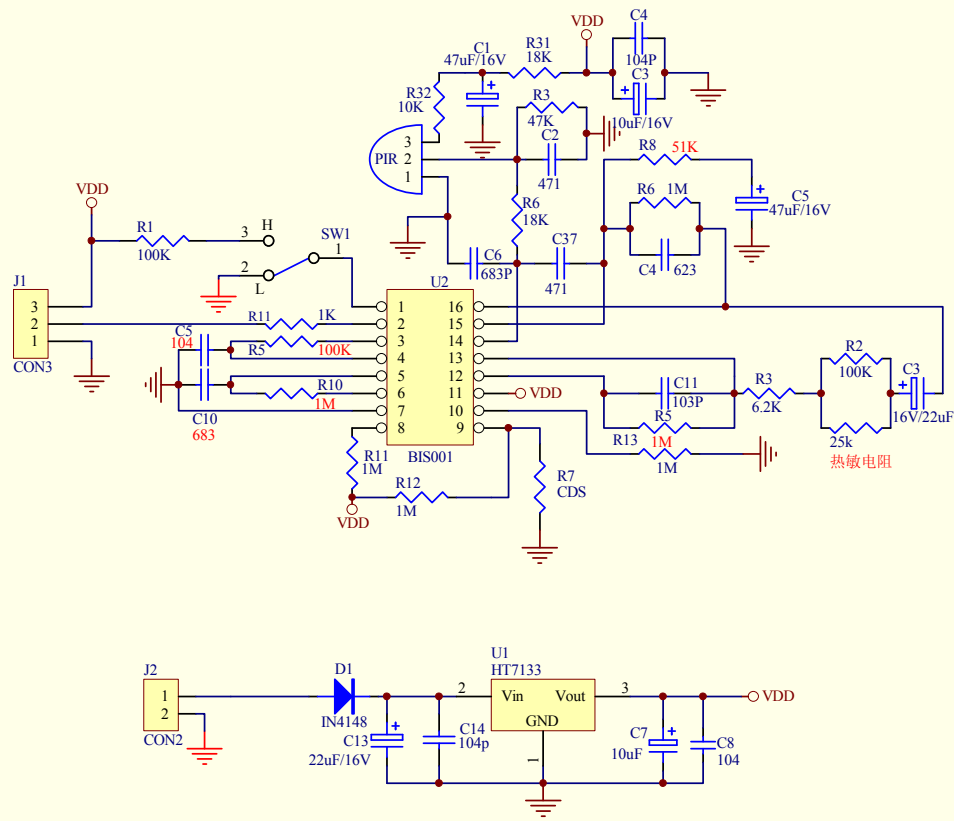 C4
VDD
104P
C3
10uF/16V
C1
47uF/16V
R31
18K
R32
10K
R3
47K
C2
471
PIR
3
2
1
R8 51K
R6 1M
C5
47uF/16V
C4 623
R6
18K
C6
683P
C37
471
VDD
R1
100K
3
H
SW1
1
2
L
J1
3
2
1
CON3
U2
1
2
3
4
5
6
7
8
16
15
14
13
12
11
10
9
BIS001
R11 1K
C5
104
R5 100K
R10
1M
C10
683
VDD
R11
1M
R12
1M
VDD
R7
CDS
C11
103P
R5
R13 1M
1M
R3
6.2K
R2
100K
C3
16V/22uF
25k
热敏电阻
J2
1
2
CON2
D1
IN4148
C13
22uF/16V
C14
104p
U1
HT7133
2
Vin
Vout
GND
3
1
VDD
C7
10uF
C8
104